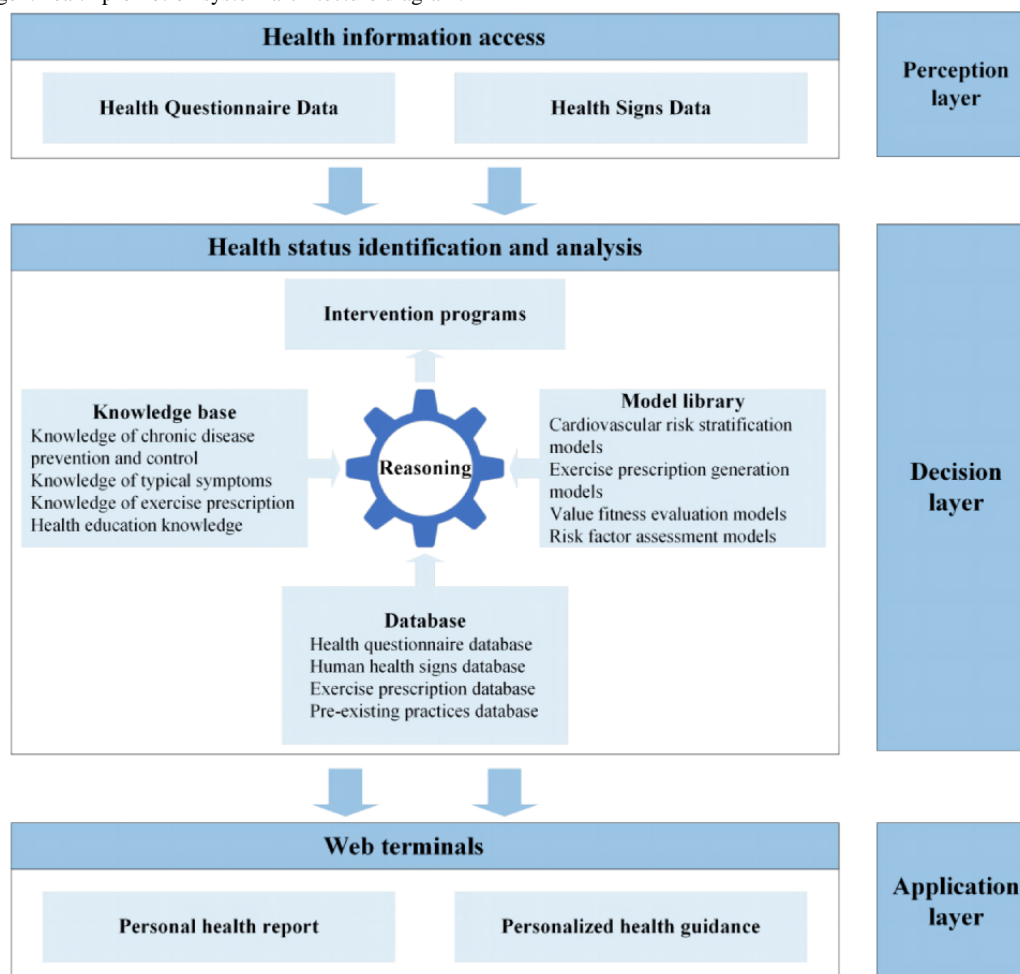 Health information access
Perception
layer
Health Questionnaire Data
Health Signs Data
Health status identification and analysis
Intervention programs
Knowledge base
Knowledge of chronic disease
prevention and control
Knowledge of typical symptoms
Knowledge of exercise prescription
Health education knowledge
Reasoning
Model library
Cardiovascular risk stratification
models
Exercise prescription generation
models
Value fitness evaluation models
Risk factor assessment models
Decision
layer
Database
Health questionnaire database
Human health signs database
Exercise prescription database
Pre-existing practices database
Web terminals
Personal health report
Personalized health guidance
Application
layer